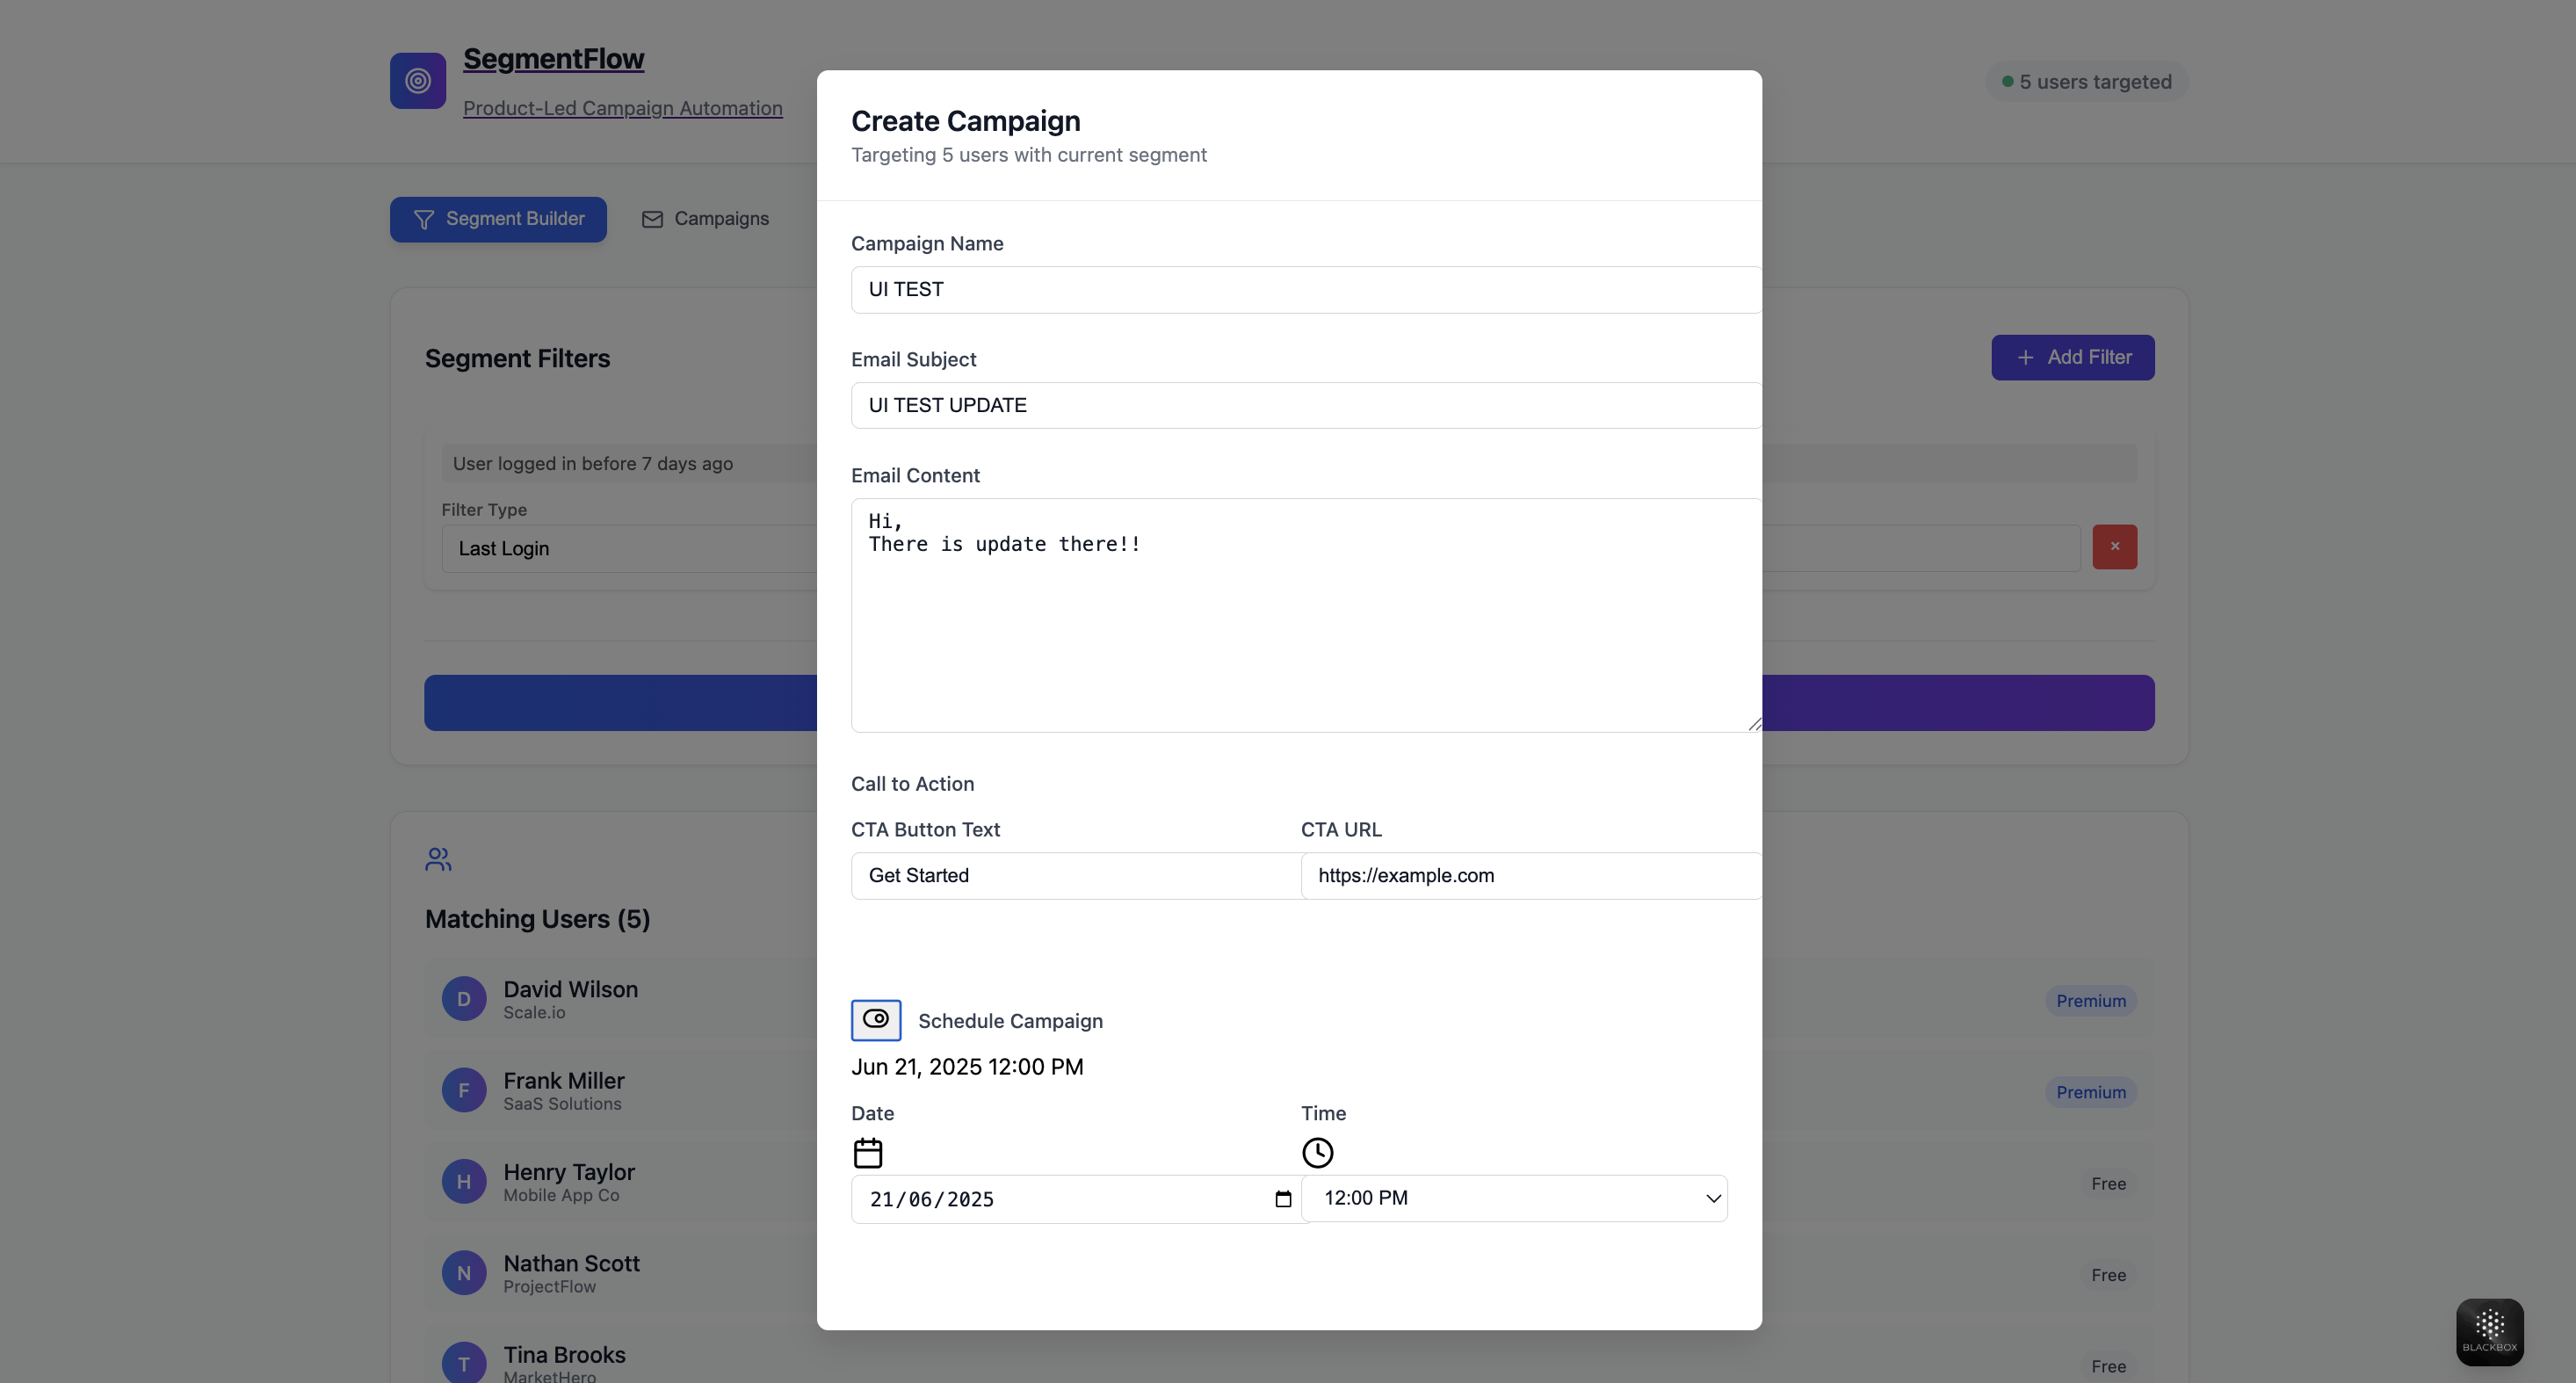 SegmentFlow
Product-Led Campaign Automation
5 users targeted
Segment Builder
Campaigns
Segment Filters
Add Filter
User logged in before 7 days ago
Filter Type
Last Login
×
Matching Users (5)
D
David Wilson
Scale.io
Premium
F
Frank Miller
SaaS Solutions
Premium
H
Henry Taylor
Mobile App Co
Free
N
Nathan Scott
ProjectFlow
Free
T
Tina Brooks
MarketHero
Free
Create Campaign
Targeting 5 users with current segment
Campaign Name
UI TEST
Email Subject
UI TEST UPDATE
Email Content
Hi,
There is update there!!
Call to Action
CTA Button Text
CTA URL
Get Started
https://example.com
Schedule Campaign
Jun 21, 2025 12:00 PM
Date
Time
21/06/2025
12:00 PM
BLACKBOX